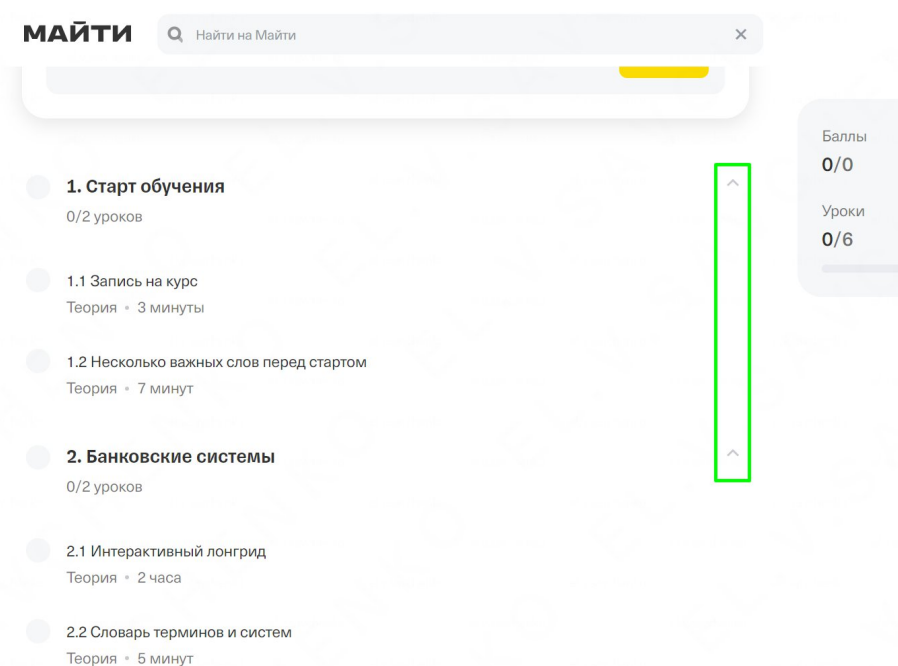 МАЙТИ
Найти на Майти
Баллы
0/0
Уроки
0/6
1. Старт обучения
0/2 уроков
1.1 Запись на курс
Теория • 3 минуты
1.2 Несколько важных слов перед стартом
Теория • 7 минут
2. Банковские системы
0/2 уроков
2.1 Интерактивный лонгрид
Теория • 2 часа
2.2 Словарь терминов и систем
Теория • 5 минут